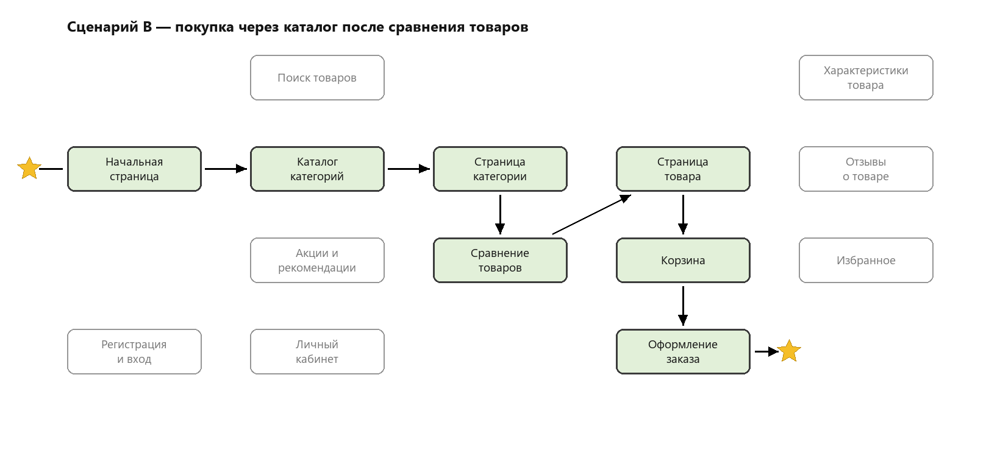 Сценарий B — покупка через каталог после сравнения товаров
Поиск товаров
Характеристики
товара
Начальная
страница
Каталог
категорий
Страница
категории
Страница
товара
Отзывы
о товаре
Акции и
рекомендации
Сравнение
товаров
Корзина
Избранное
Регистрация
и вход
Личный
кабинет
Оформление
заказа